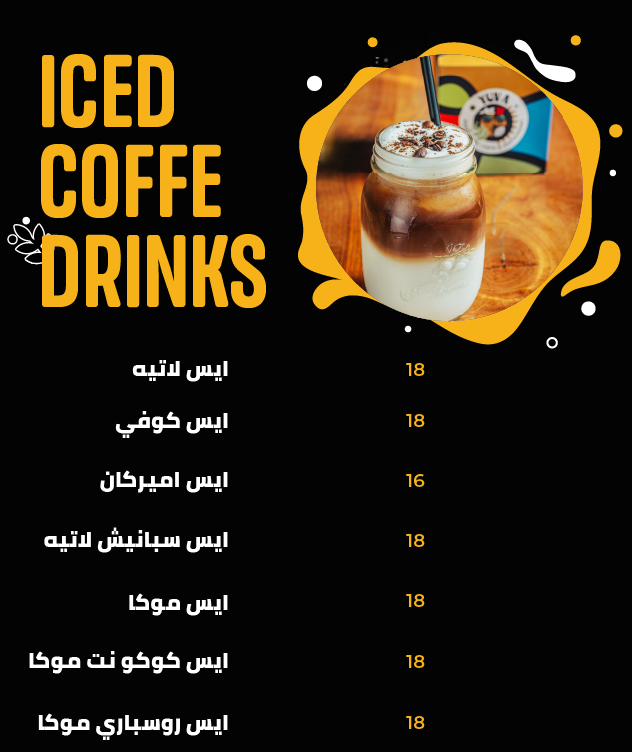 ICED
COFFE
DRINKS
YUVA
ايس لاتيه 18
ايس كوفي 18
ايس اميركان 16
ايس سبانيش لاتيه 18
ايس موكا 18
ايس كوكو نت موكا 18
ايس روسباري موكا 18